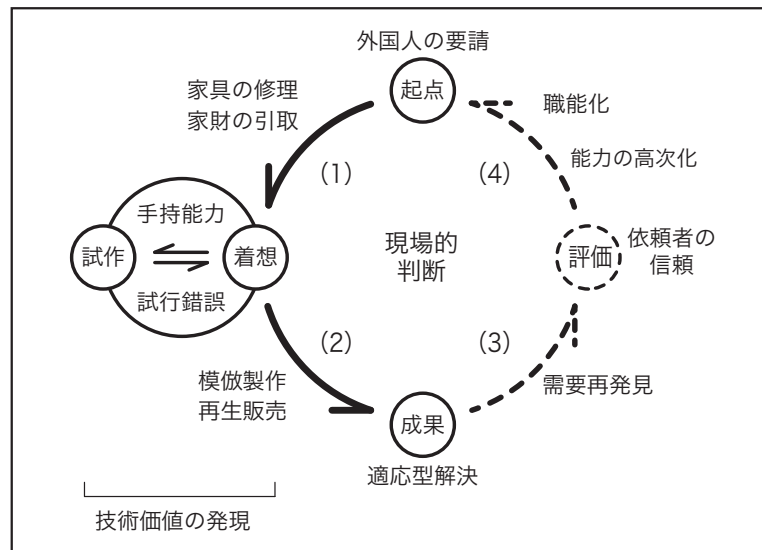 外国人の要請
起点
家具の修理
家財の引取
職能化
能力の高次化
(1)
(4)
手持能力
試作
着想
試行錯誤
現場的
判断
評価
依頼者の
信頼
(2)
(3)
模倣製作
再生販売
需要再発見
成果
適応型解決
技術価値の発現